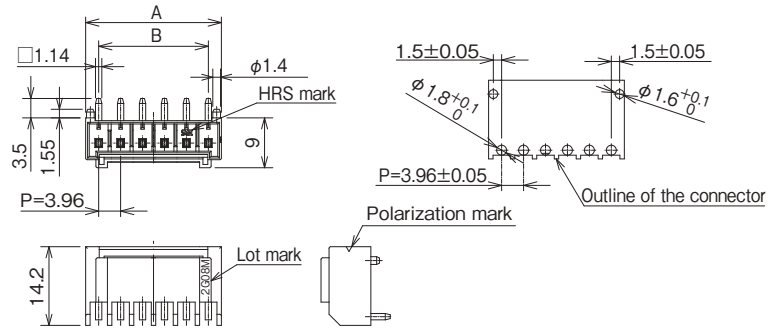 A
B
□1.14
φ1.4
HRS mark
3.5
1.55
9
P=3.96
1.5±0.05
1.5±0.05
φ1.8+0.1 0
φ1.6+0.1 0
P=3.96±0.05
Outline of the connector
Polarization mark
Lot mark
14.2
2G08M